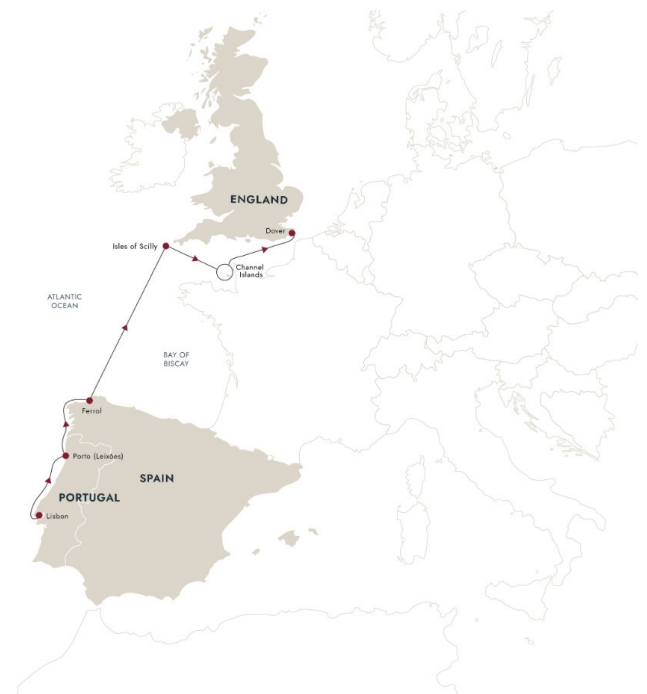 ENGLAND
Dover
Isles of Scilly
Channel
Islands
ATLANTIC
OCEAN
BAY OF
BISCAY
Ferrol
Porto (Leixões)
SPAIN
PORTUGAL
Lisbon